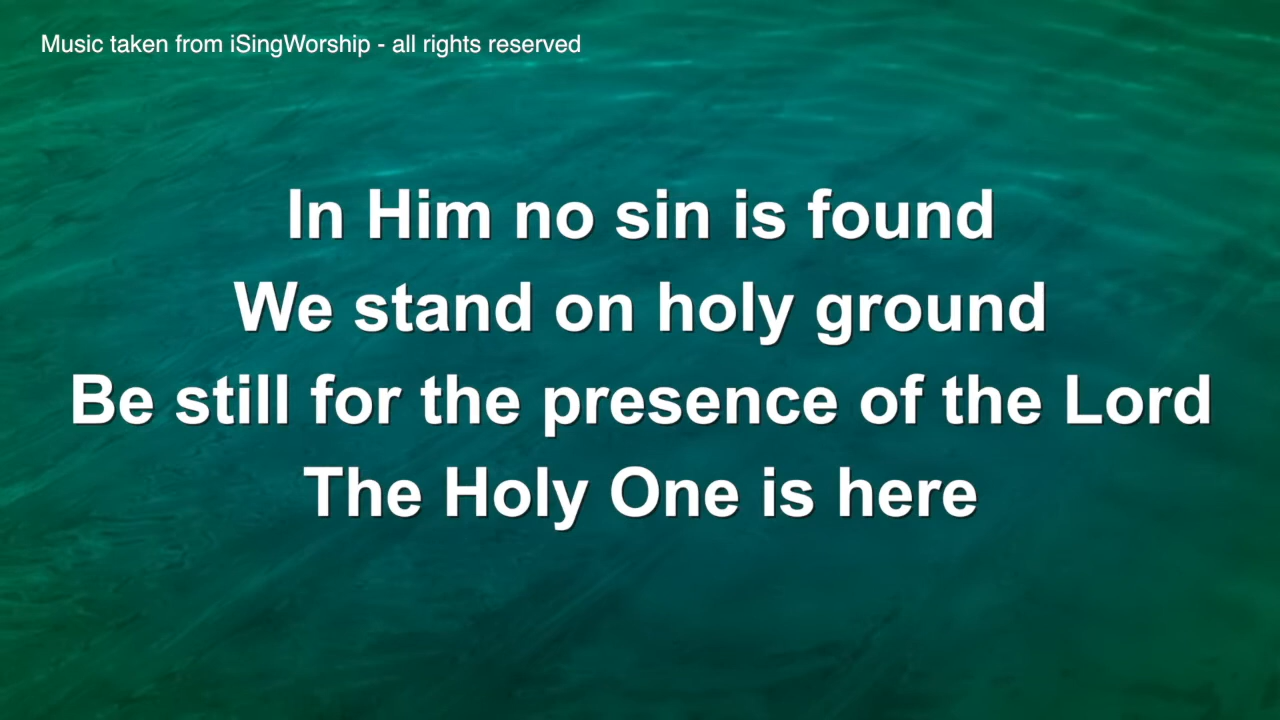 Music taken from iSingWorship - all rights reserved
In Him no sin is found
We stand on holy ground
Be still for the presence of the Lord
The Holy One is here